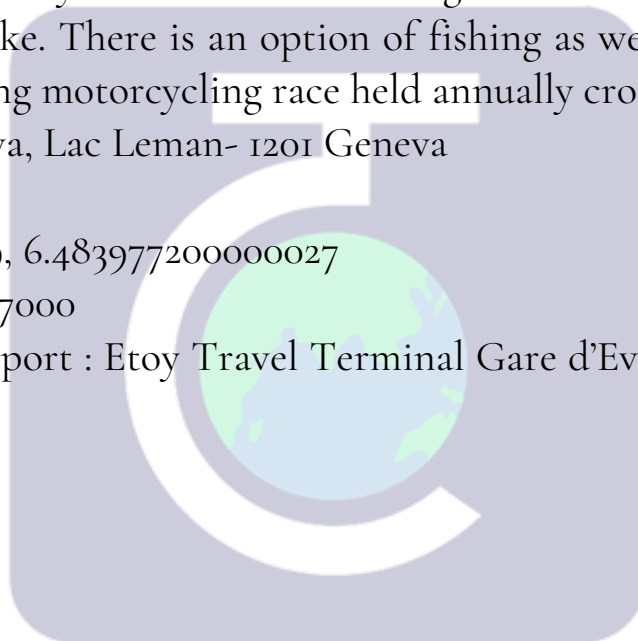 ke. There is an option of fishing as we
ng motorcycling race held annually cro
va, Lac Leman- 1201 Geneva
, 6.483977200000027
7000
port : Etoy Travel Terminal Gare d’Ev